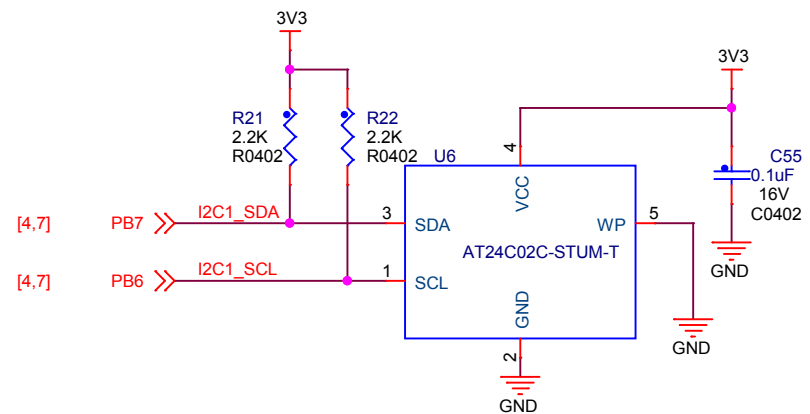 3V3
R21
2.2K
R0402
R22
2.2K
R0402
3V3
C55
0.1uF
16V
C0402
GND
U6
4
VCC
[4,7] PB7 I2C1_SDA 3 SDA
WP 5
AT24C02C-STUM-T
[4,7] PB6 I2C1_SCL 1 SCL
GND
2
GND
GND